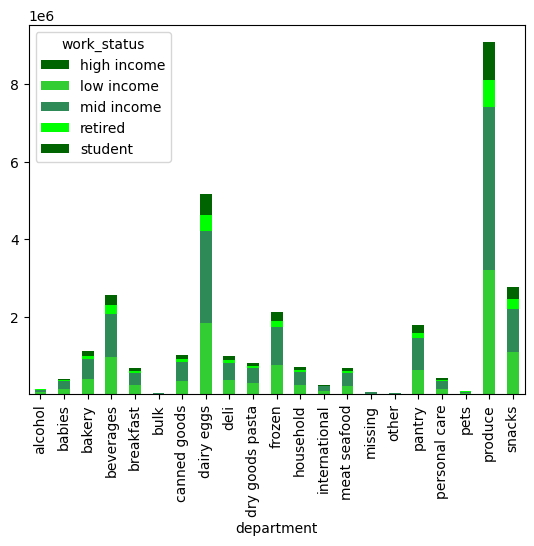 1e6
work_status
high income
low income
mid income
retired
student
8
6
4
2
alcohol
babies
bakery
beverages
breakfast
bulk
canned goods
dairy eggs
deli
dry goods pasta
frozen
household
international
meat seafood
missing
other
pantry
personal care
pets
produce
snacks
department